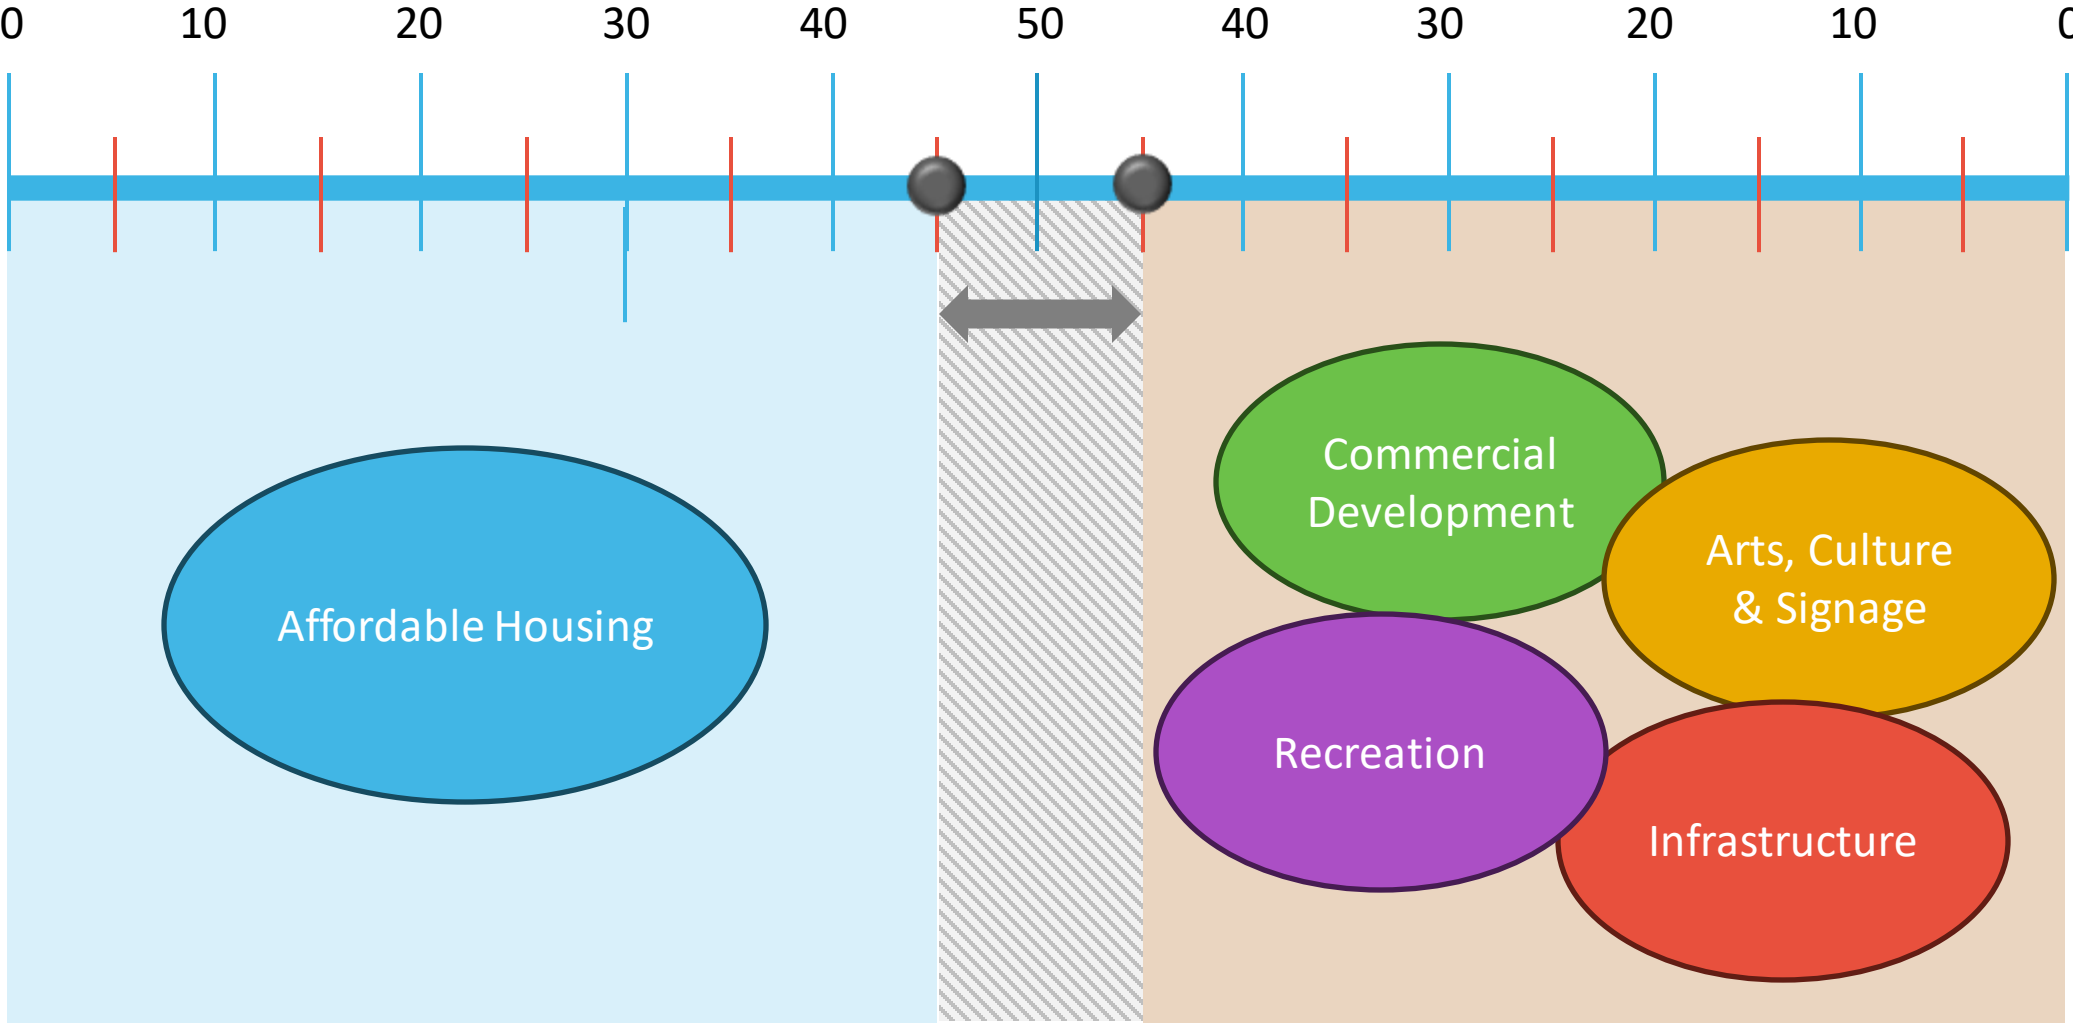 0 10 20 30 40 50 40 30 20 10 0
Commercial
Development
Arts, Culture
& Signage
Affordable Housing
Recreation
Infrastructure